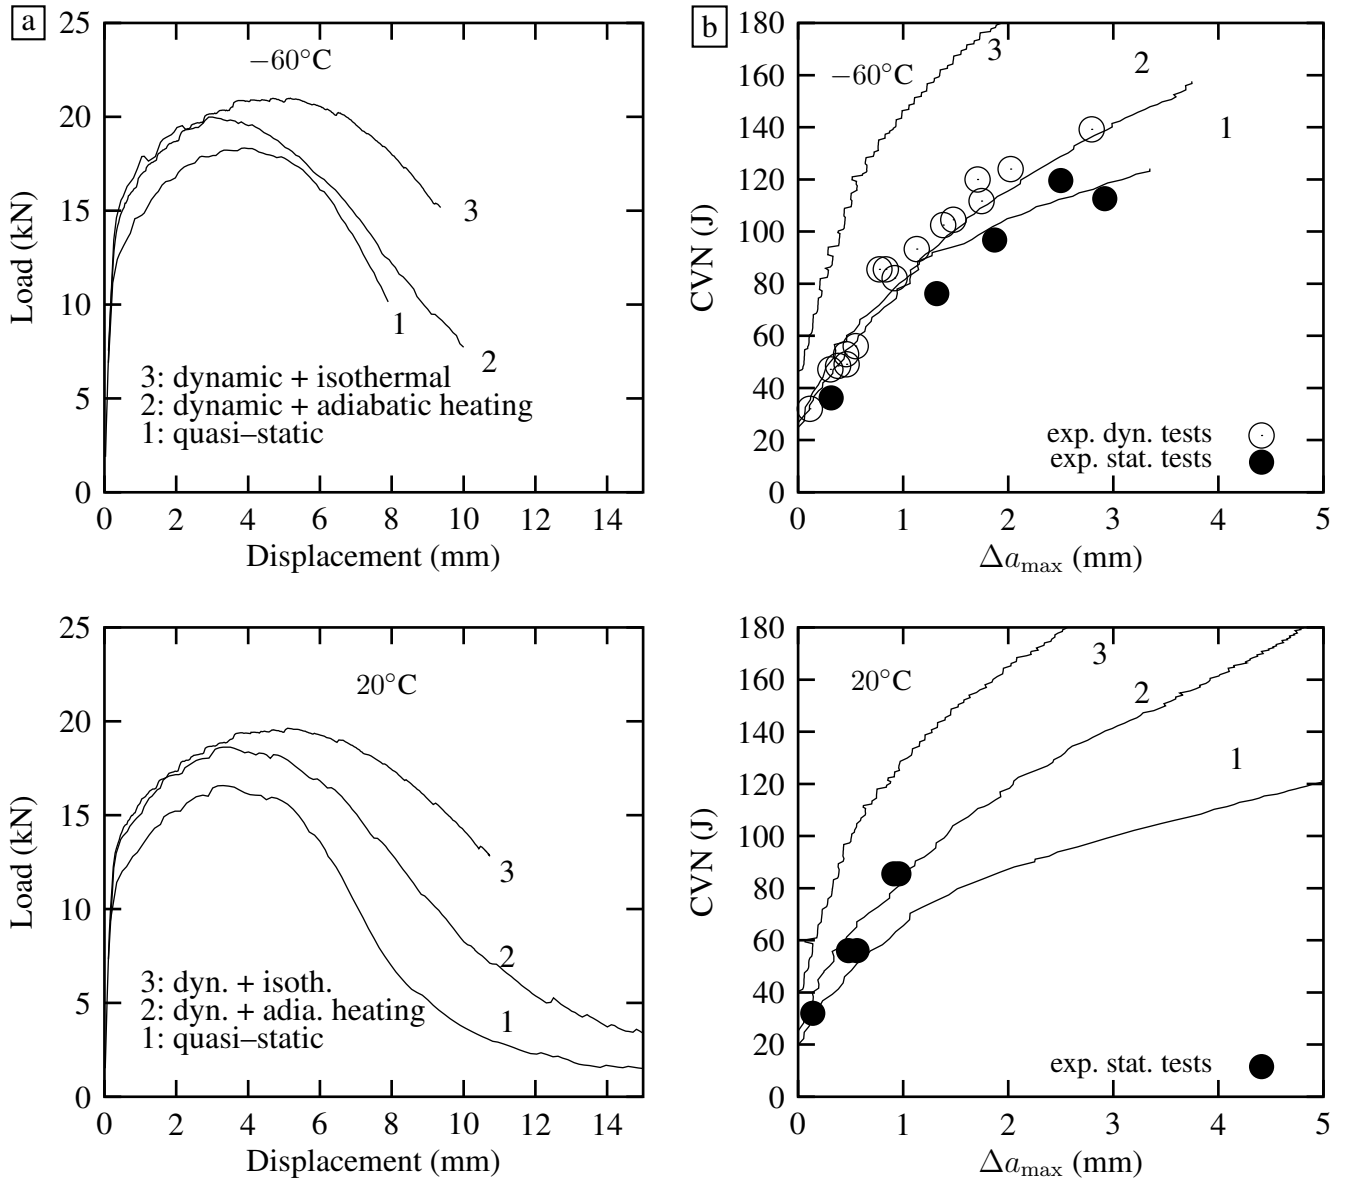 a
25
20
15
10
5
0
Load (kN)
−60°C
3
1
2
3: dynamic + isothermal
2: dynamic + adiabatic heating
1: quasi–static
0 2 4 6 8 10 12 14
Displacement (mm)
b
180
160
140
120
100
80
60
40
20
0
CVN (J)
−60°C
3
2
1
exp. dyn. tests
exp. stat. tests
0 1 2 3 4 5
Δa_max (mm)
25
20
15
10
5
0
Load (kN)
20°C
3
2
1
3: dyn. + isoth.
2: dyn. + adia. heating
1: quasi–static
0 2 4 6 8 10 12 14
Displacement (mm)
180
160
140
120
100
80
60
40
20
0
CVN (J)
20°C
3
2
1
exp. stat. tests
0 1 2 3 4 5
Δa_max (mm)